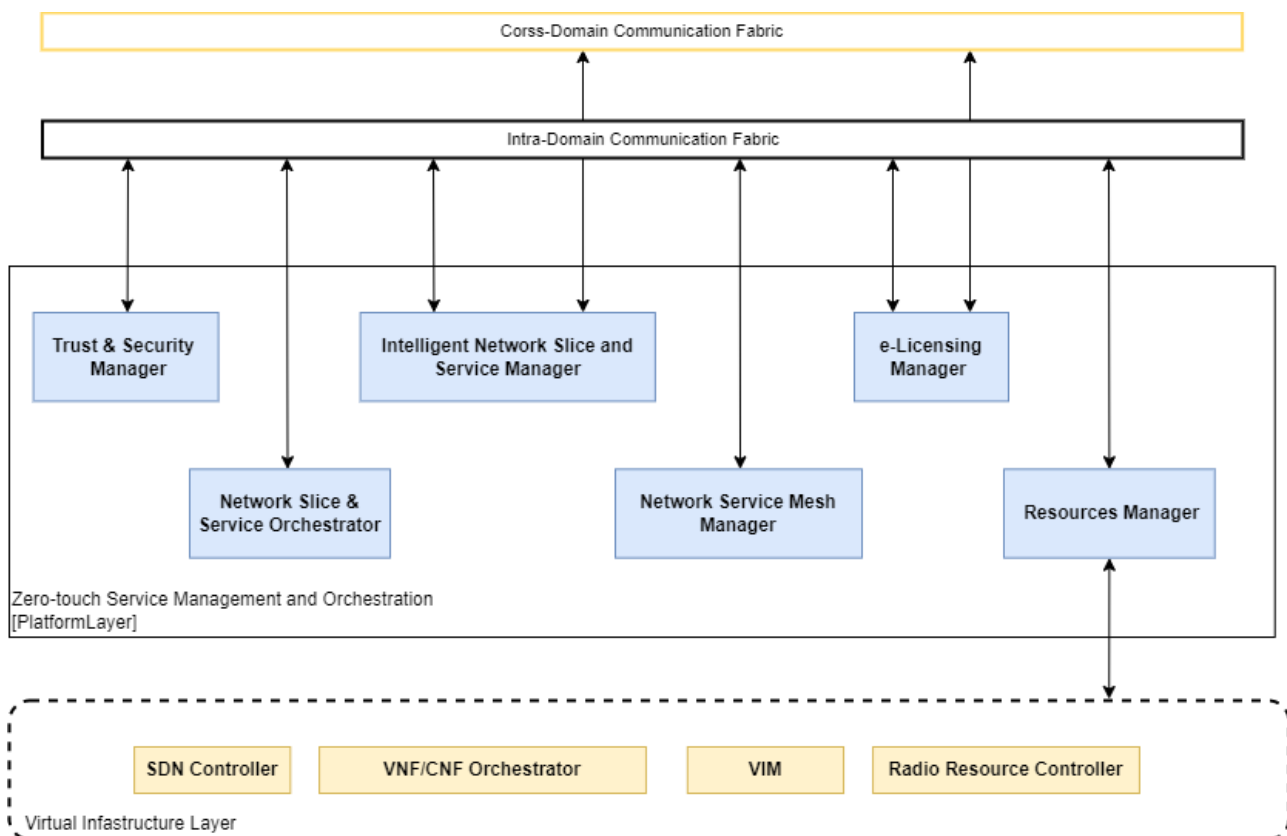 Corss-Domain Communication Fabric
Intra-Domain Communication Fabric
Trust & Security
Manager
Intelligent Network Slice and
Service Manager
e-Licensing
Manager
Network Slice &
Service Orchestrator
Network Service Mesh
Manager
Resources Manager
Zero-touch Service Management and Orchestration
[PlatformLayer]
SDN Controller
VNF/CNF Orchestrator
VIM
Radio Resource Controller
Virtual Infastructure Layer